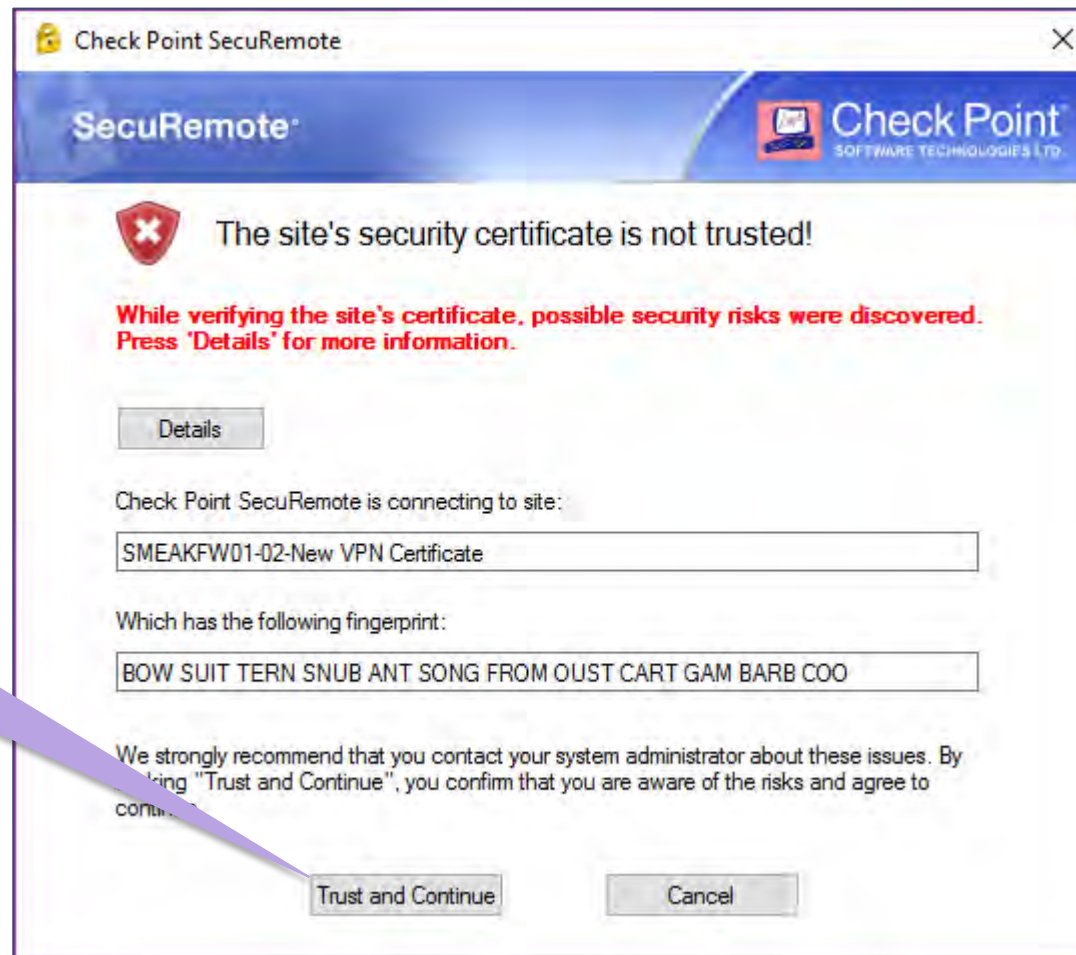 Check Point SecuRemote
SecuRemote
Check Point
SOFTWARE TECHNOLOGIES LTD.
The site's security certificate is not trusted!
While verifying the site's certificate, possible security risks were discovered.
Press 'Details' for more information.
Details
Check Point SecuRemote is connecting to site:
SMEAKFW01-02-New VPN Certificate
Which has the following fingerprint:
BOW SUIT TERN SNUB ANT SONG FROM OUST CART GAM BARB COO
We strongly recommend that you contact your system administrator about these issues. By
"Trust and Continue", you confirm that you are aware of the risks and agree to
Trust and Continue
Cancel